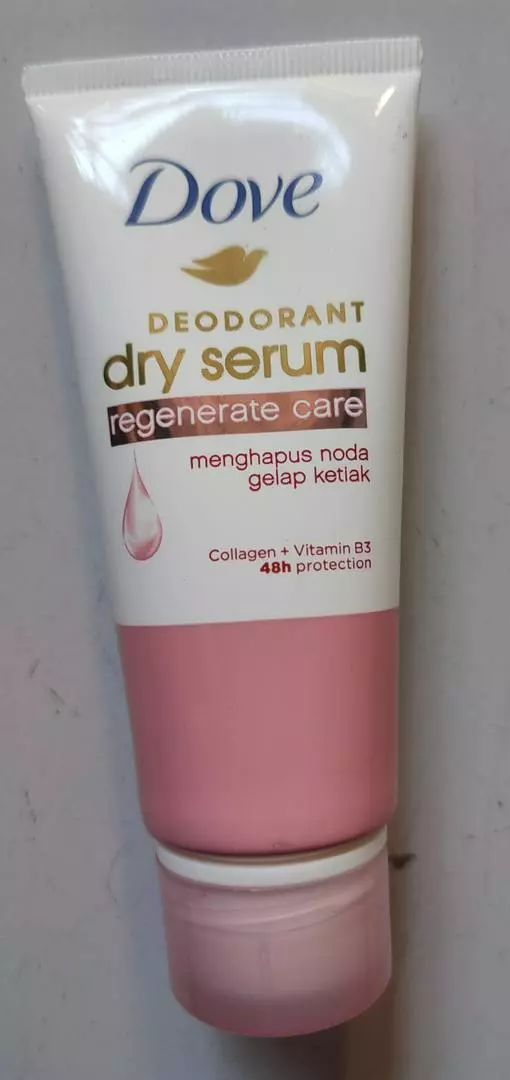 Dove
DEODORANT
dry serum
regenerate care
menghapus noda
gelap ketiak
Collagen + Vitamin B3
48h protection